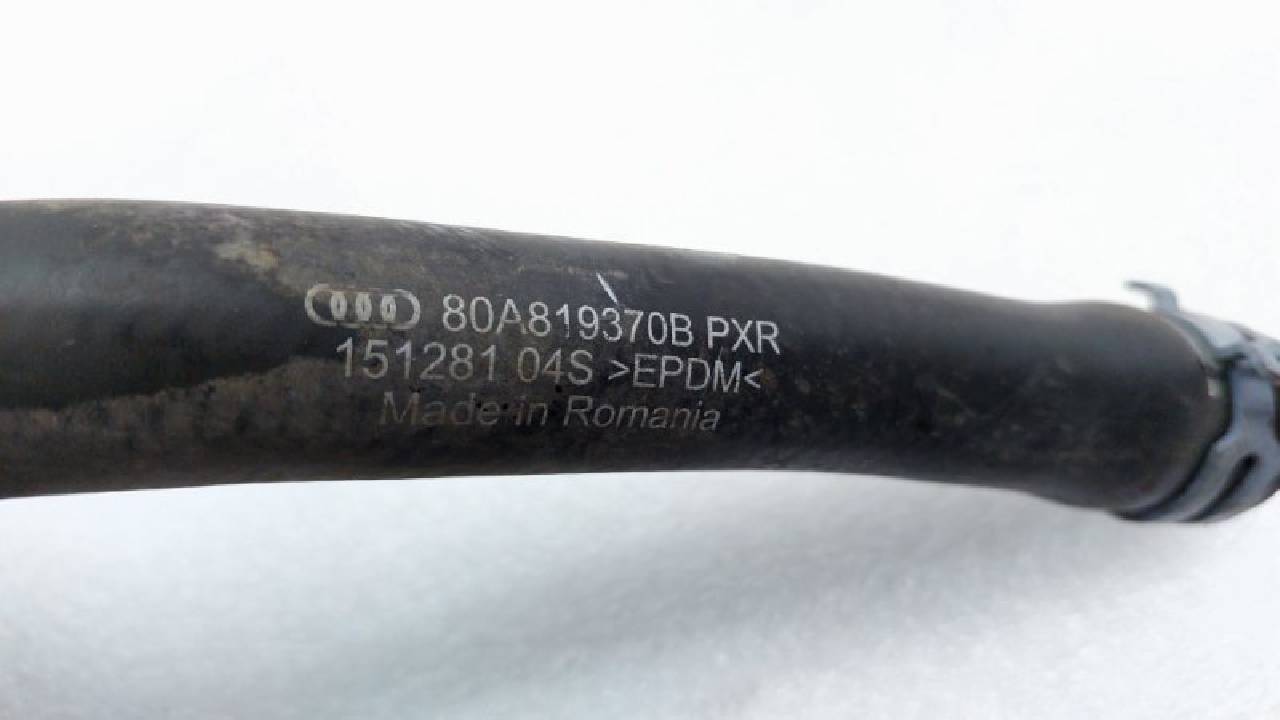 80A819370B PXR
151281 04S >EPDM<
Made in Romania